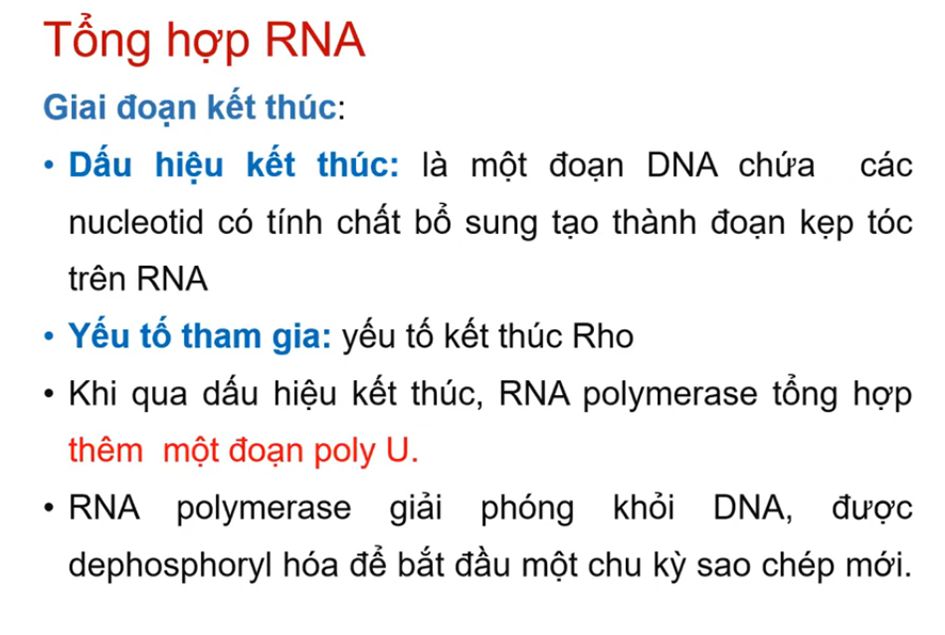 Tổng hợp RNA
Giai đoạn kết thúc:
• Dấu hiệu kết thúc: là một đoạn DNA chứa các
nucleotid có tính chất bổ sung tạo thành đoạn kẹp tóc
trên RNA
• Yếu tố tham gia: yếu tố kết thúc Rho
• Khi qua dấu hiệu kết thúc, RNA polymerase tổng hợp
thêm một đoạn poly U.
• RNA polymerase giải phóng khỏi DNA, được
dephosphoryl hóa để bắt đầu một chu kỳ sao chép mới.